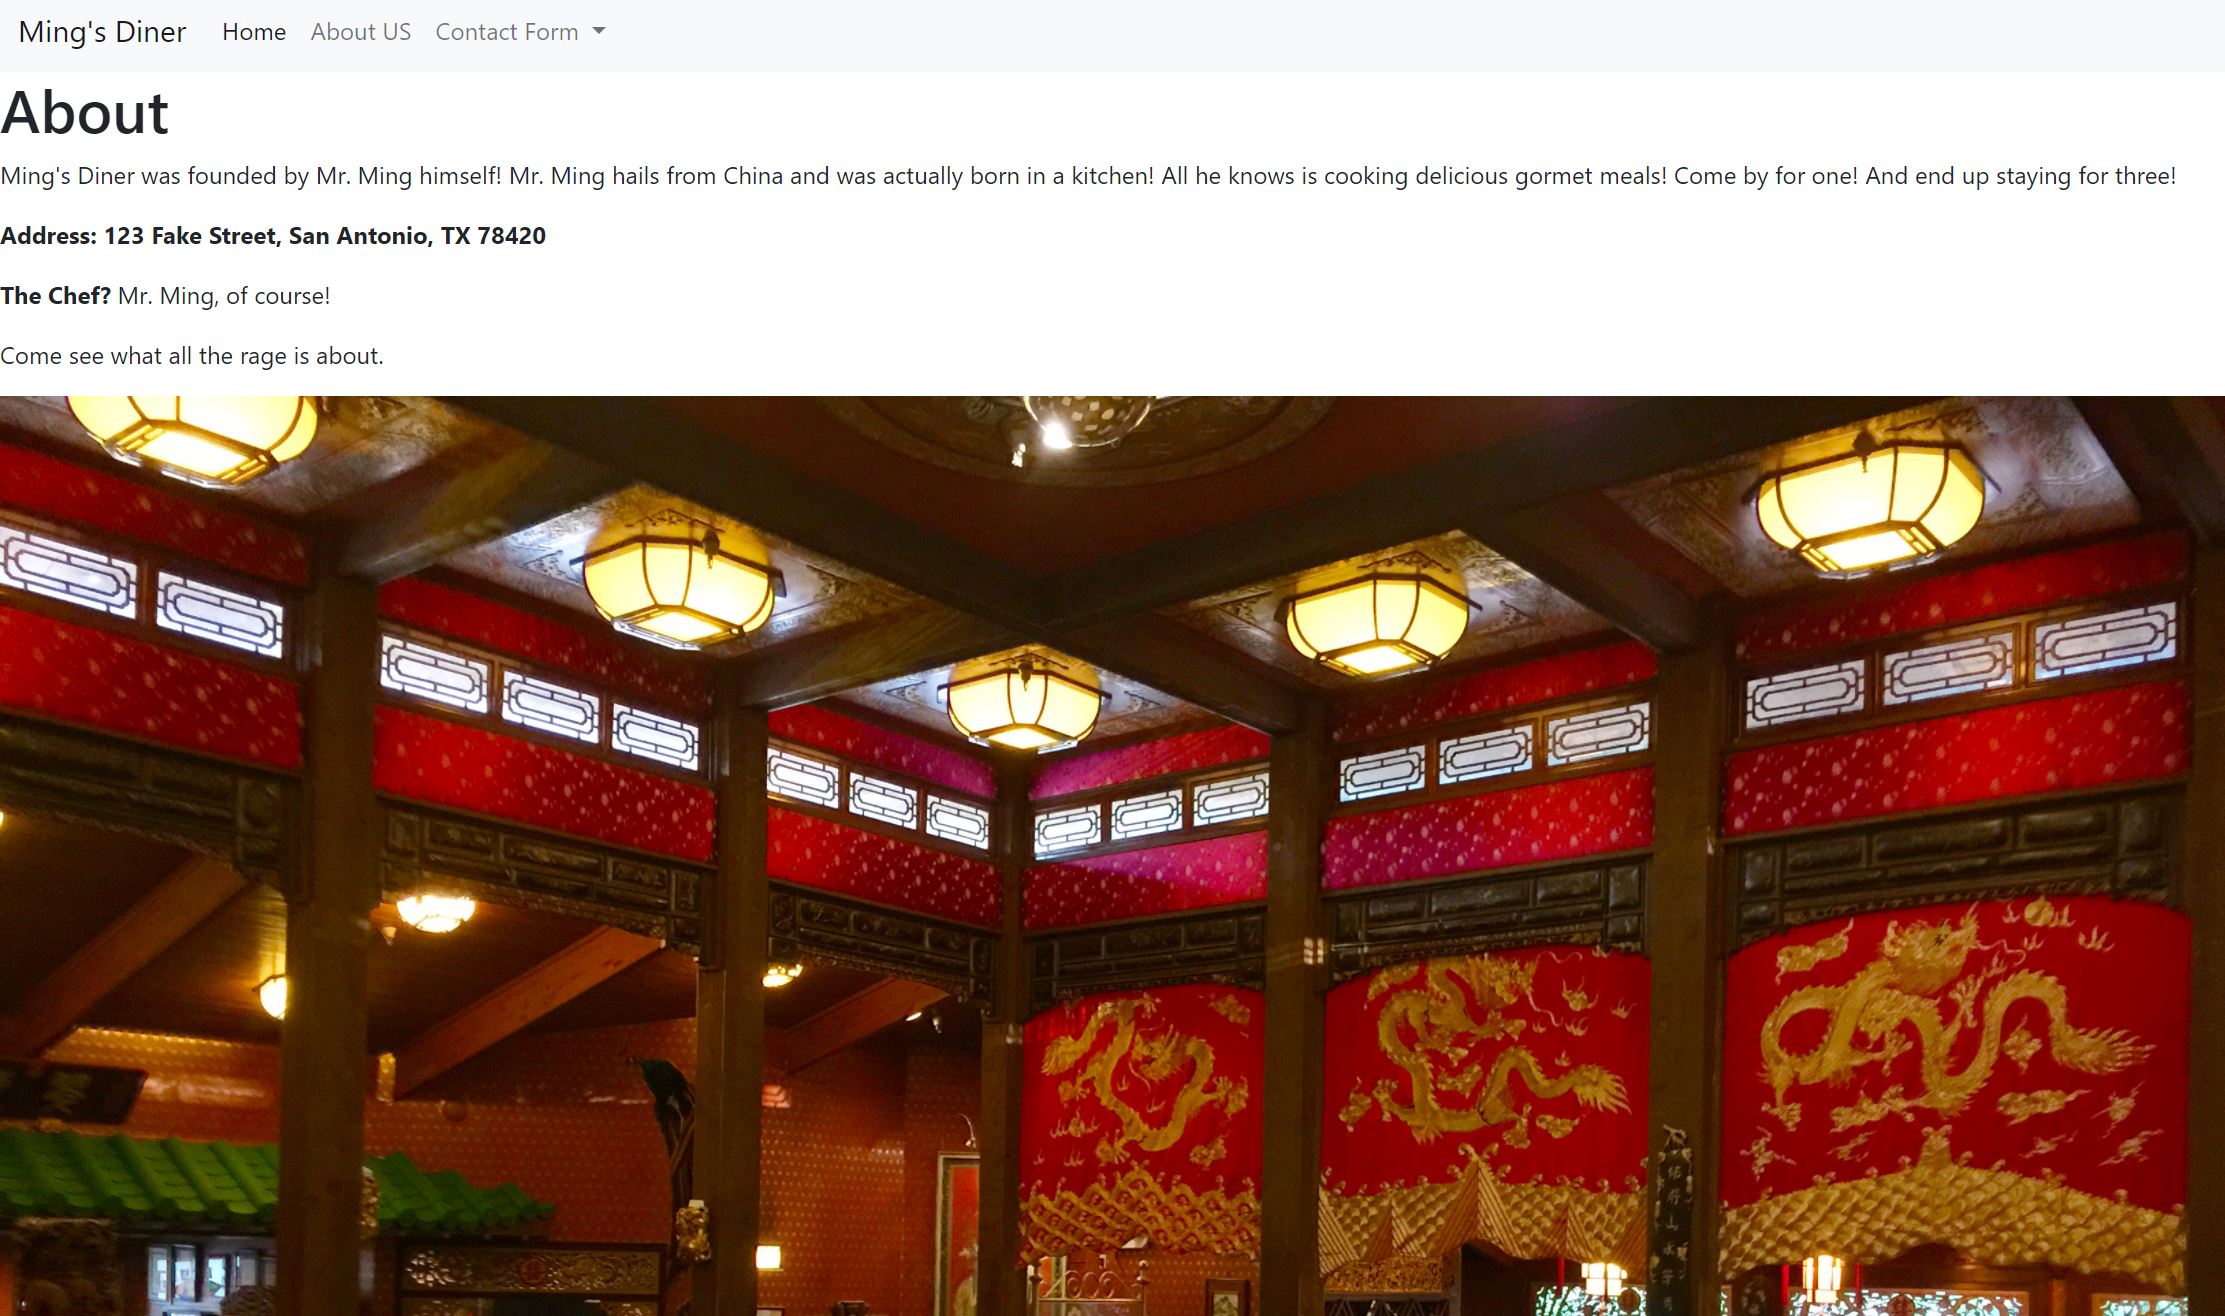 Ming's Diner Home About US Contact Form
About
Ming's Diner was founded by Mr. Ming himself! Mr. Ming hails from China and was actually born in a kitchen! All he knows is cooking delicious gormet meals! Come by for one! And end up staying for three!
Address: 123 Fake Street, San Antonio, TX 78420
The Chef? Mr. Ming, of course!
Come see what all the rage is about.